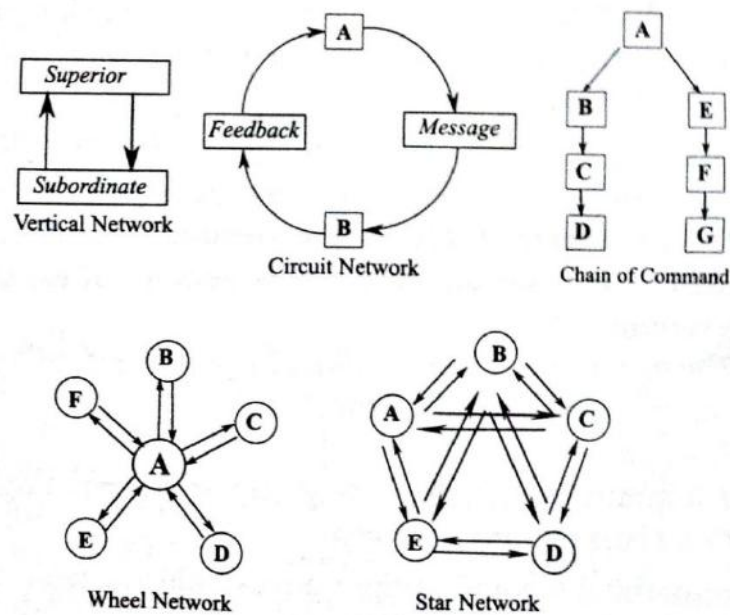 Superior
Subordinate
Vertical Network
A
Feedback
Message
B
Circuit Network
A
B
E
C
F
D
G
Chain of Command
B
F
C
A
E
D
Wheel Network
B
A
C
E
D
Star Network